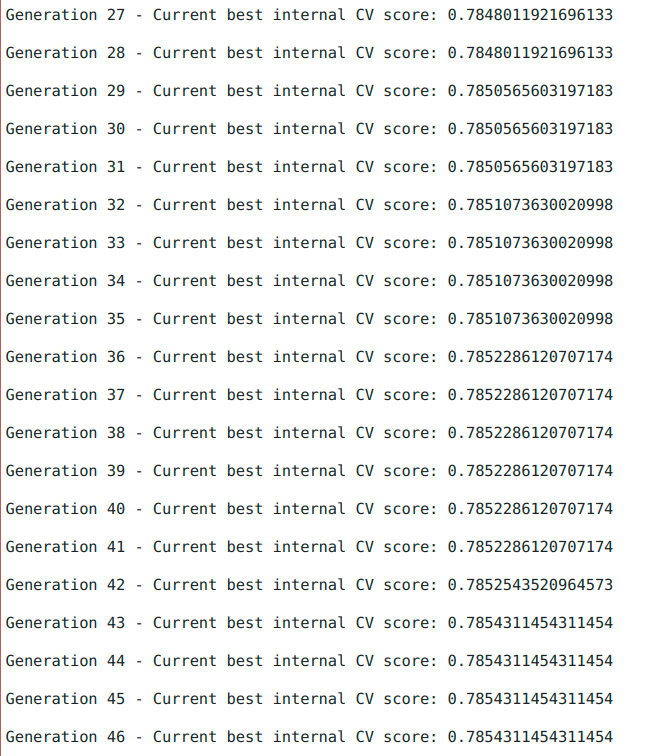 Generation 27 - Current best internal CV score: 0.7848011921696133
Generation 28 - Current best internal CV score: 0.7848011921696133
Generation 29 - Current best internal CV score: 0.7850565603197183
Generation 30 - Current best internal CV score: 0.7850565603197183
Generation 31 - Current best internal CV score: 0.7850565603197183
Generation 32 - Current best internal CV score: 0.7851073630020998
Generation 33 - Current best internal CV score: 0.7851073630020998
Generation 34 - Current best internal CV score: 0.7851073630020998
Generation 35 - Current best internal CV score: 0.7851073630020998
Generation 36 - Current best internal CV score: 0.7852286120707174
Generation 37 - Current best internal CV score: 0.7852286120707174
Generation 38 - Current best internal CV score: 0.7852286120707174
Generation 39 - Current best internal CV score: 0.7852286120707174
Generation 40 - Current best internal CV score: 0.7852286120707174
Generation 41 - Current best internal CV score: 0.7852286120707174
Generation 42 - Current best internal CV score: 0.7852543520964573
Generation 43 - Current best internal CV score: 0.7854311454311454
Generation 44 - Current best internal CV score: 0.7854311454311454
Generation 45 - Current best internal CV score: 0.7854311454311454
Generation 46 - Current best internal CV score: 0.7854311454311454